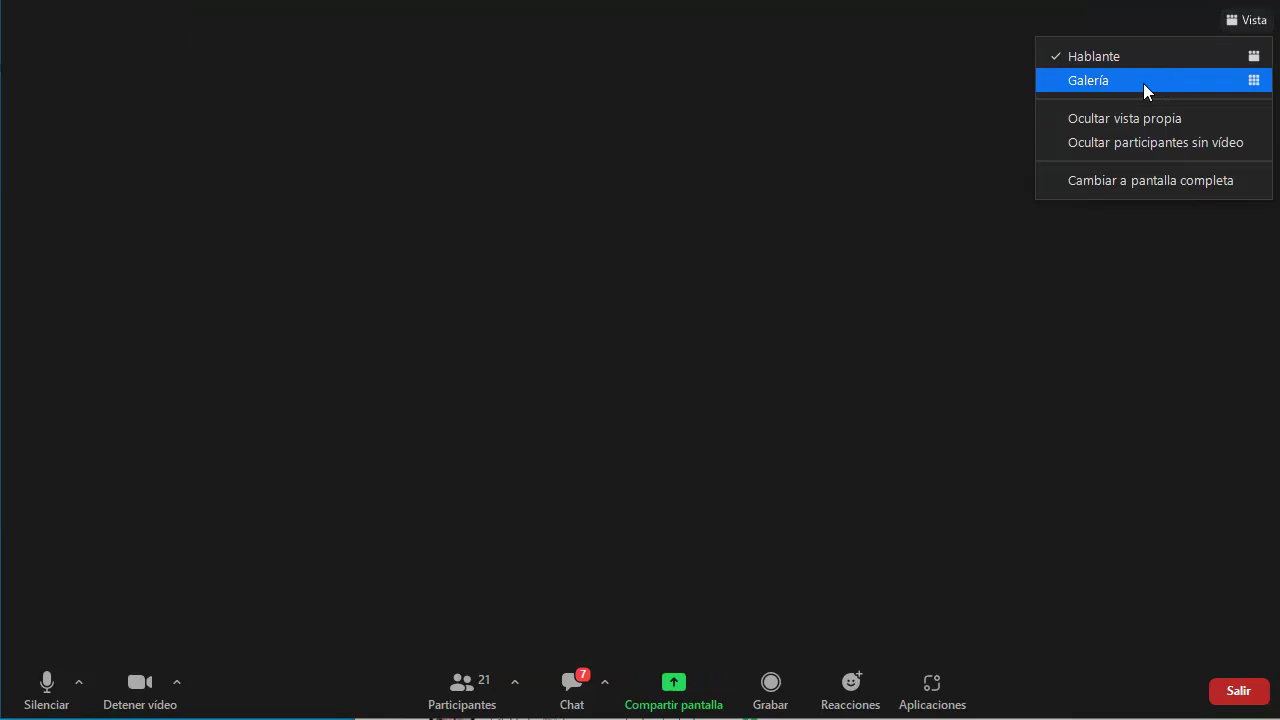 Vista
Hablante
Galería
Ocultar vista propia
Ocultar participantes sin vídeo
Cambiar a pantalla completa
21
7
Silenciar
Detener vídeo
Participantes
Chat
Compartir pantalla
Grabar
Reacciones
Aplicaciones
Salir